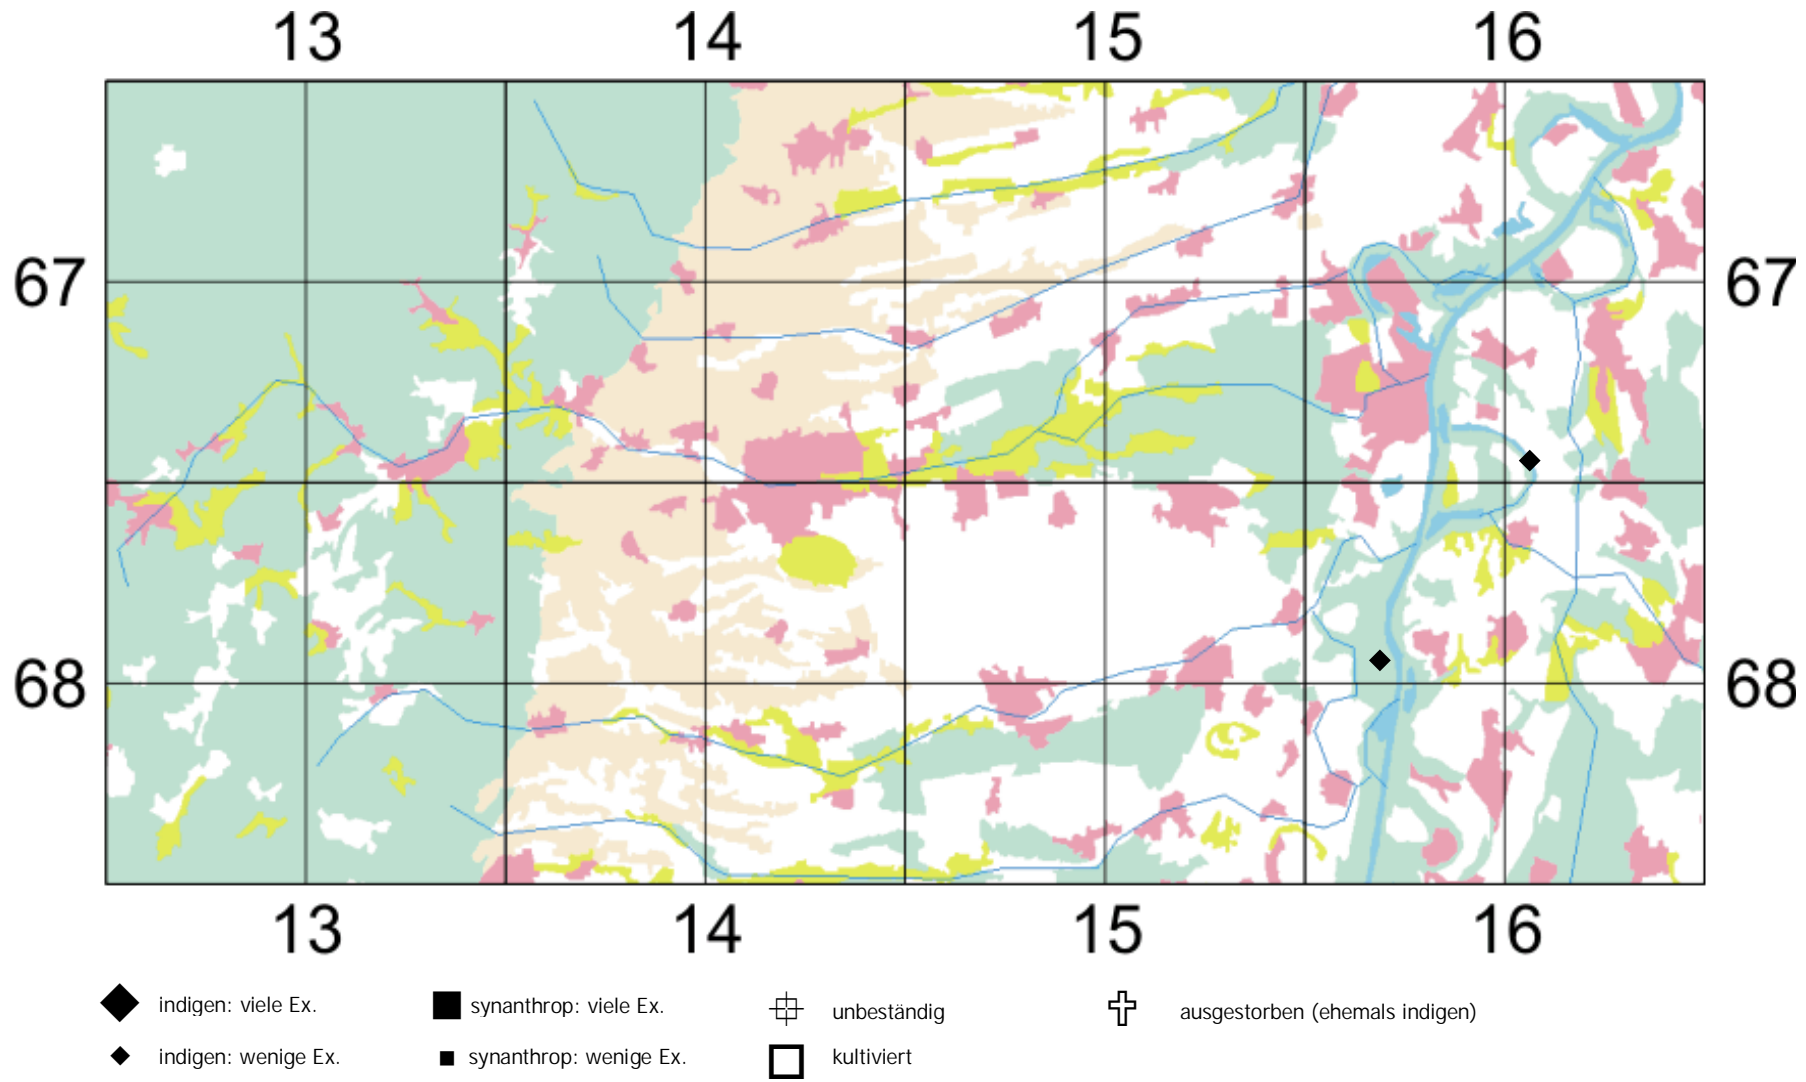 13 14 15 16
67 67
68 68
13 14 15 16
indigen: viele Ex. synanthrop: viele Ex. unbeständig ausgestorben (ehemals indigen)
indigen: wenige Ex. synanthrop: wenige Ex. kultiviert